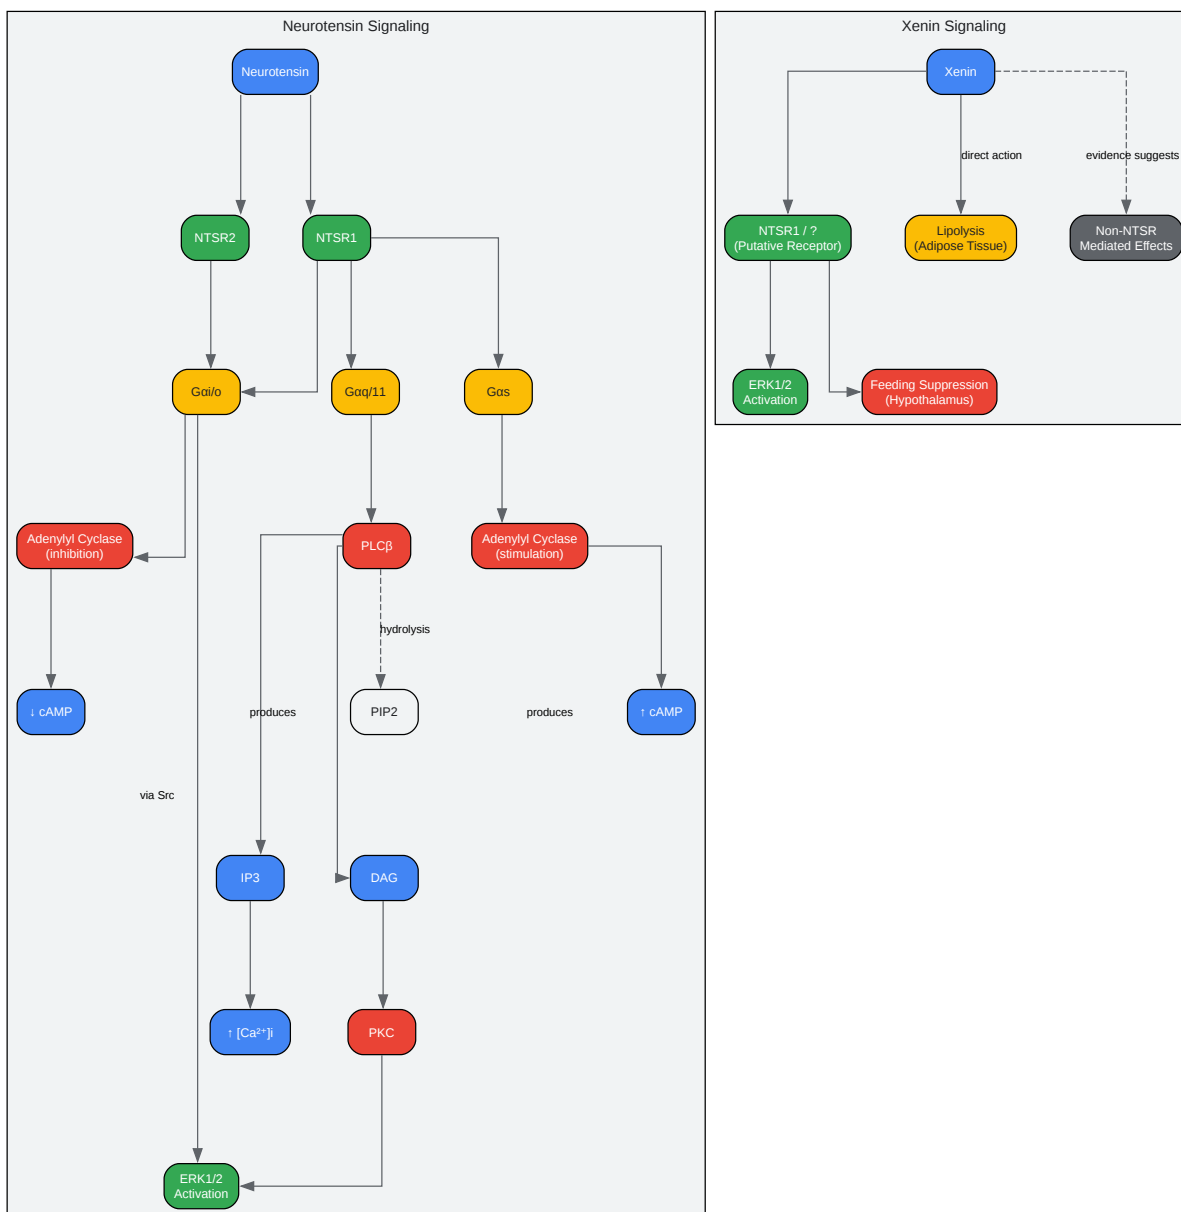 Neurotensin Signaling
Neurotensin
NTSR2
NTSR1
Gαi/o
Gαq/11
Gαs
Adenylyl Cyclase
(inhibition)
PLCβ
Adenylyl Cyclase
(stimulation)
hydrolysis
↓ cAMP
produces
PIP2
produces
↑ cAMP
via Src
IP3
DAG
↑ [Ca²⁺]i
PKC
ERK1/2
Activation
Xenin Signaling
Xenin
direct action
evidence suggests
NTSR1 / ?
(Putative Receptor)
Lipolysis
(Adipose Tissue)
Non-NTSR
Mediated Effects
ERK1/2
Activation
Feeding Suppression
(Hypothalamus)